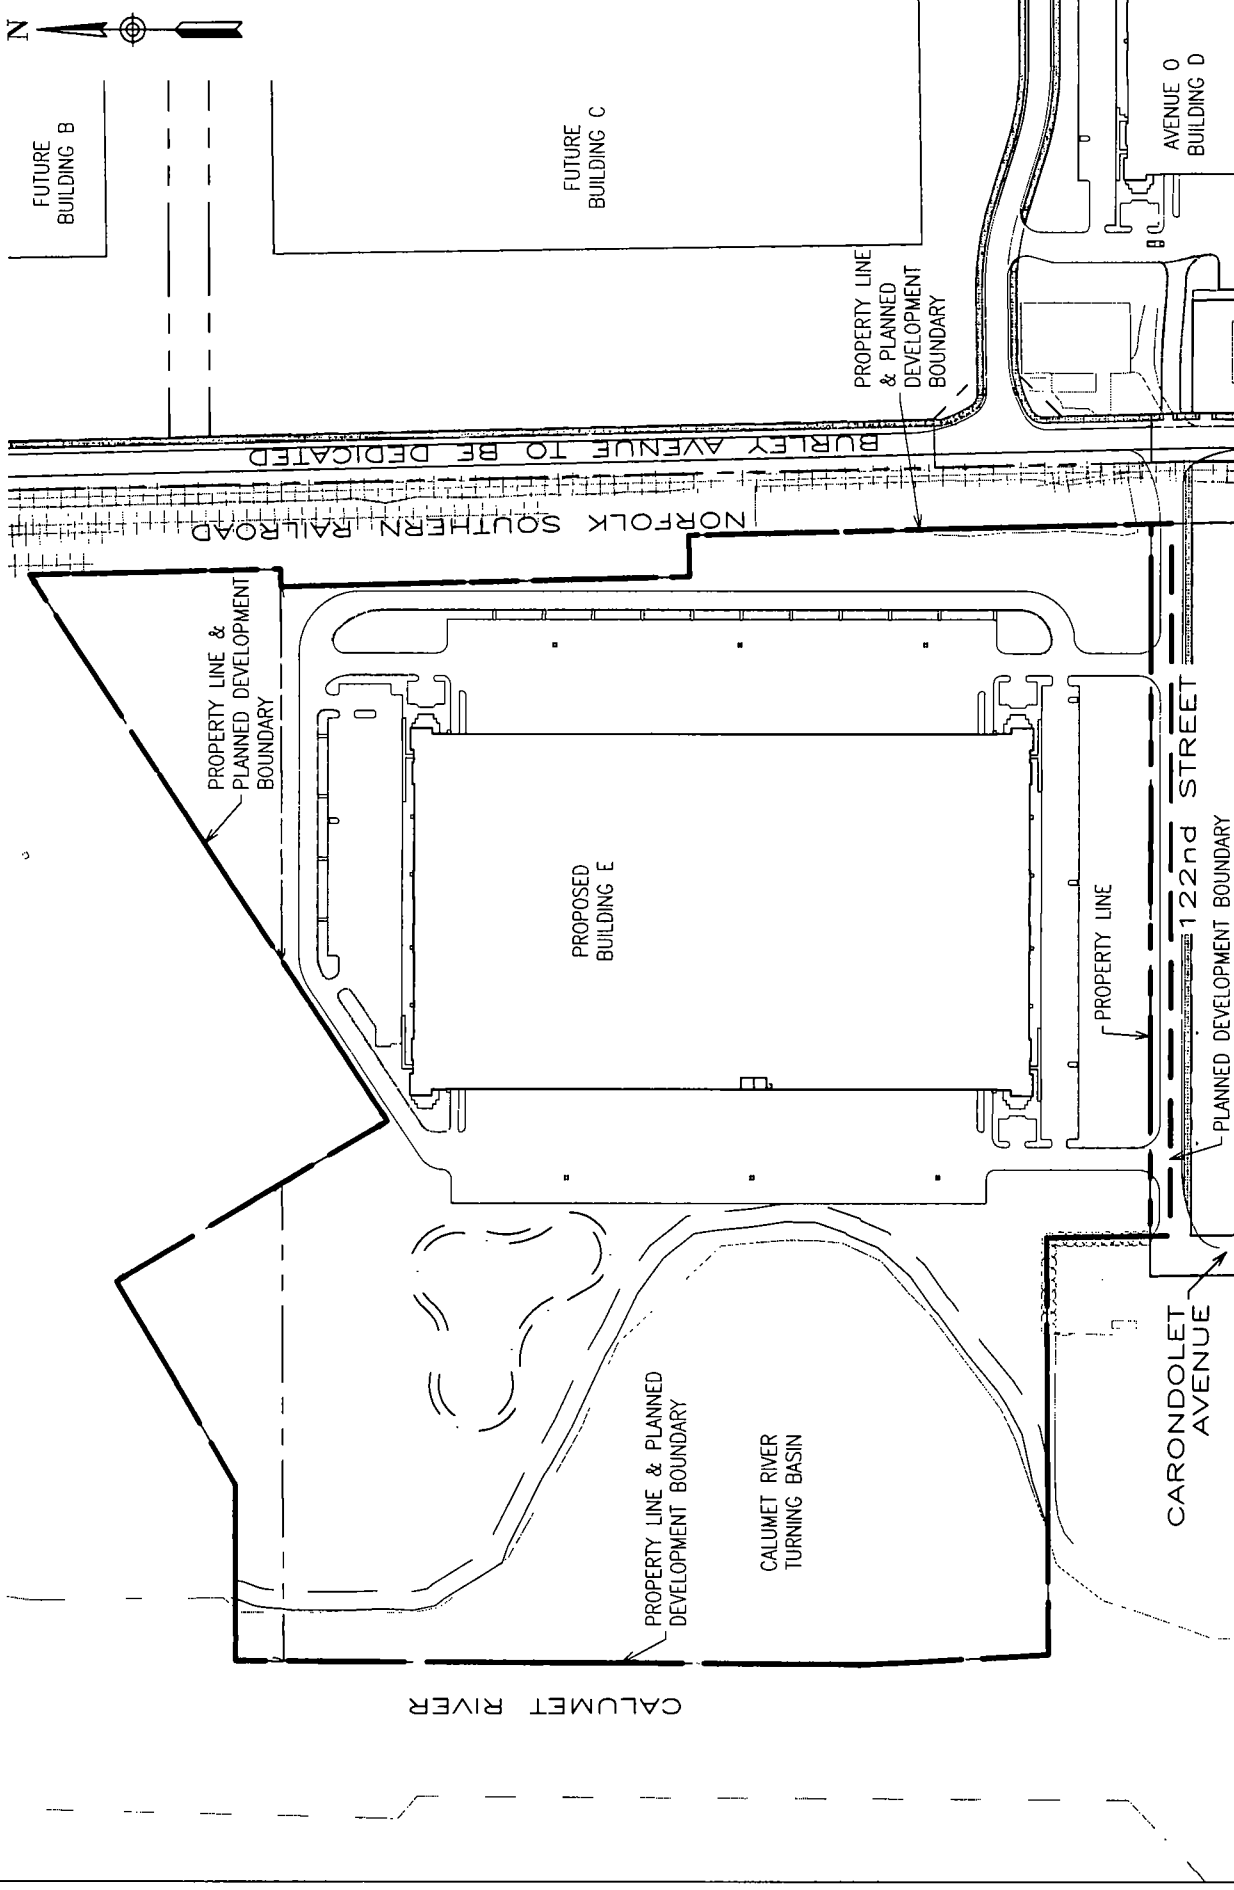 N
FUTURE
BUILDING B
FUTURE
BUILDING C
AVENUE O
BUILDING D
PROPERTY LINE
& PLANNED
DEVELOPMENT
BOUNDARY
BURLEY AVENUE TO BE DEDICATED
NORFOLK SOUTHERN RAILROAD
PROPERTY LINE &
PLANNED DEVELOPMENT
BOUNDARY
PROPOSED
BUILDING E
PROPERTY LINE
122nd STREET
PLANNED DEVELOPMENT BOUNDARY
CARONDOLET
AVENUE
PROPERTY LINE & PLANNED
DEVELOPMENT BOUNDARY
CALUMET RIVER
TURNING BASIN
CALUMET RIVER